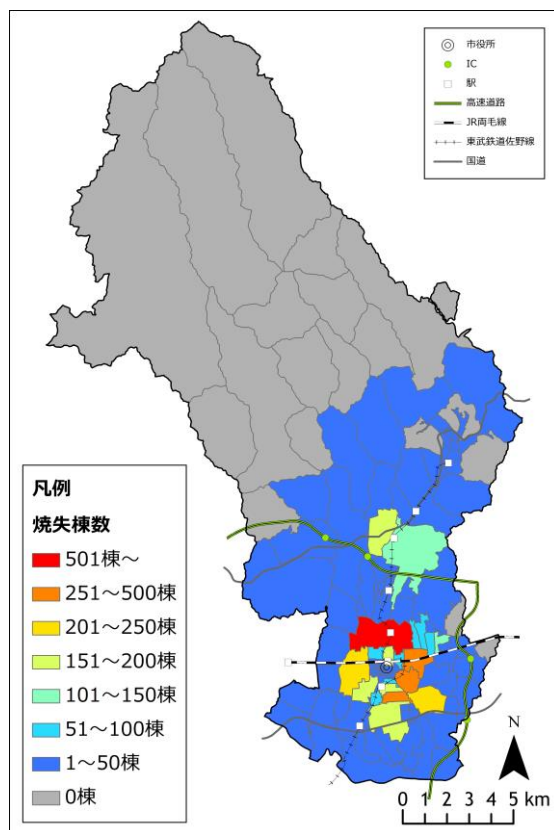 市役所
IC
駅
高速道路
JR両毛線
東武鉄道佐野線
国道
凡例
焼失棟数
501棟～
251～500棟
201～250棟
151～200棟
101～150棟
51～100棟
1～50棟
0棟
N
0 1 2 3 4 5 km